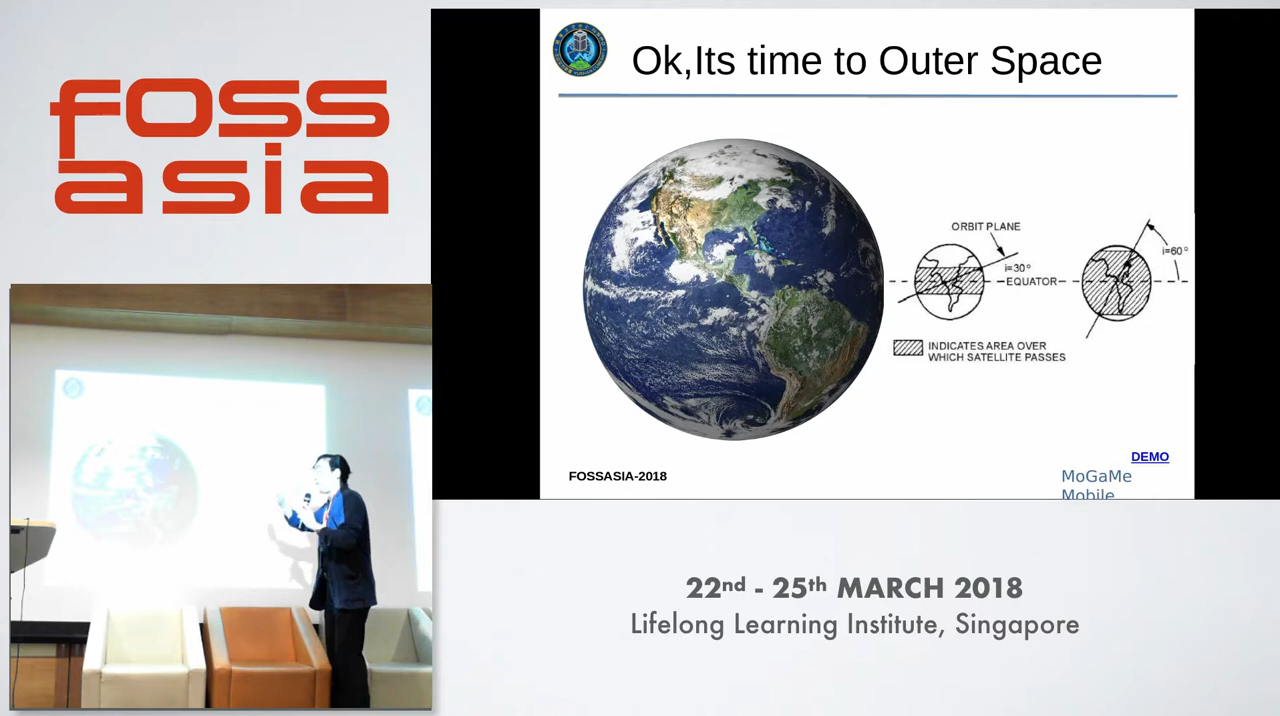 foss
asia
Ok,Its time to Outer Space
ORBIT PLANE
i=30°
EQUATOR
i=60°
INDICATES AREA OVER
WHICH SATELLITE PASSES
DEMO
FOSSASIA-2018
MoGaMe
Mobile
22nd - 25th MARCH 2018
Lifelong Learning Institute, Singapore